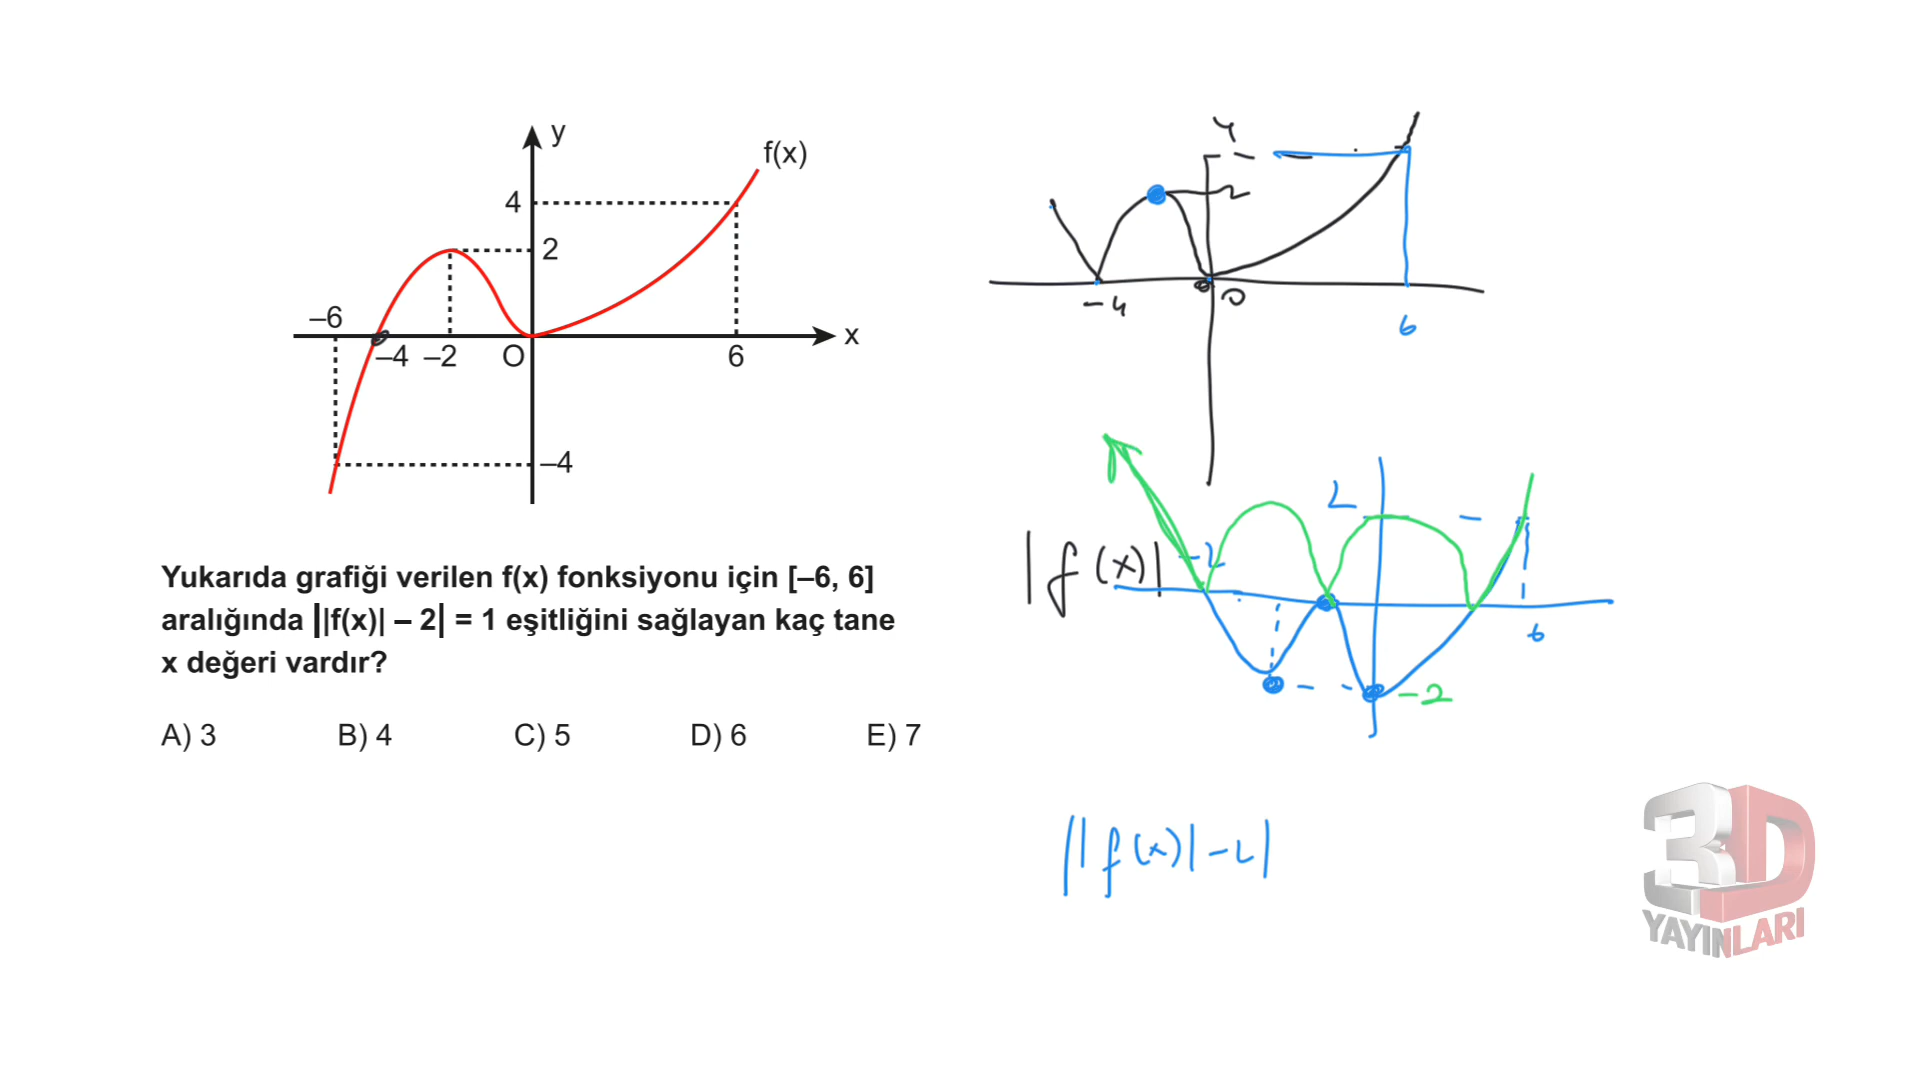 y
f(x)
4
2
–6
–4 –2 O 6 x
–4
Yukarıda grafiği verilen f(x) fonksiyonu için [–6, 6]
aralığında ||f(x)| – 2| = 1 eşitliğini sağlayan kaç tane
x değeri vardır?
A) 3 B) 4 C) 5 D) 6 E) 7
4
2
-4 0 6
|f(x)|
2
-2
6
-2
||f(x)|-2|
3D
YAYINLARI